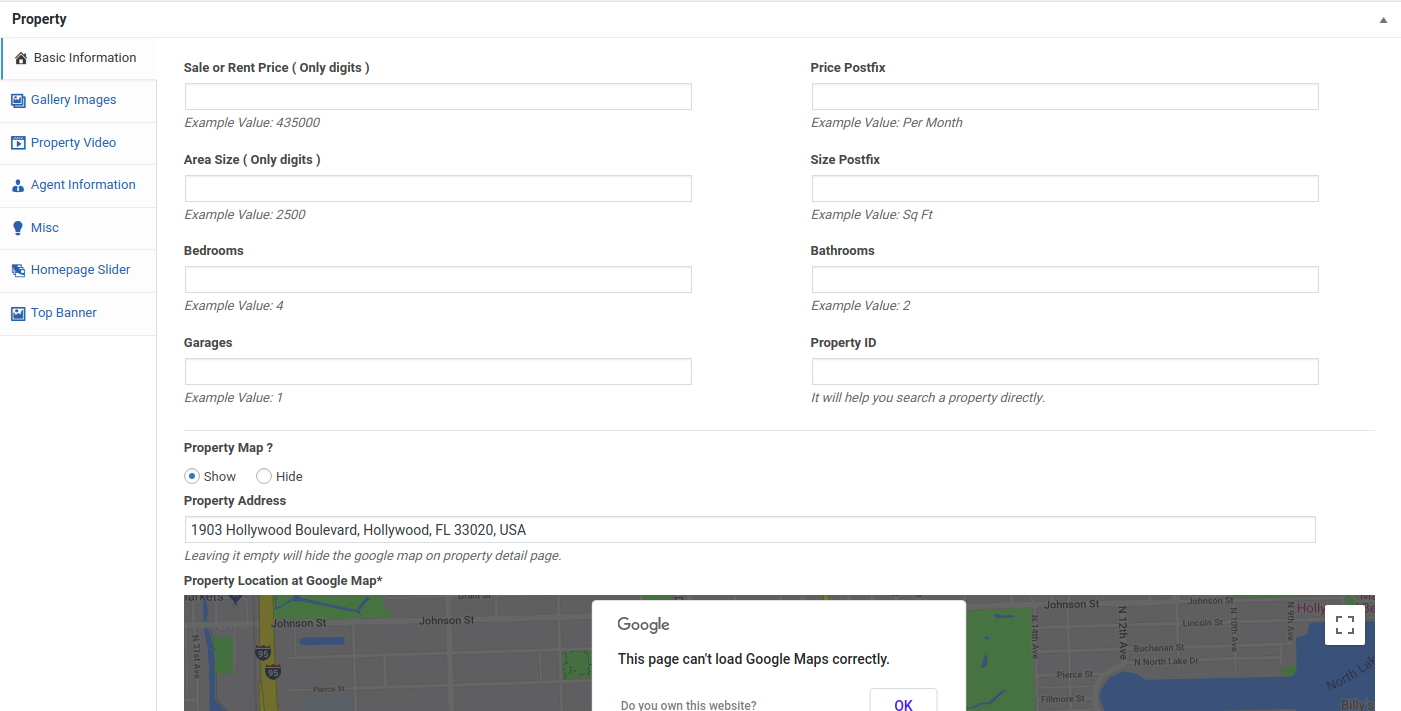 Property
Basic Information
Gallery Images
Property Video
Agent Information
Misc
Homepage Slider
Top Banner
Sale or Rent Price ( Only digits )
Price Postfix
Example Value: 435000
Example Value: Per Month
Area Size ( Only digits )
Size Postfix
Example Value: 2500
Example Value: Sq Ft
Bedrooms
Bathrooms
Example Value: 4
Example Value: 2
Garages
Property ID
Example Value: 1
It will help you search a property directly.
Property Map ?
Show
Hide
Property Address
1903 Hollywood Boulevard, Hollywood, FL 33020, USA
Leaving it empty will hide the google map on property detail page.
Property Location at Google Map*
Johnson St
Johnson St
N 31st Ave
95
95
Pierce St
Google
This page can't load Google Maps correctly.
Do you own this website?
OK
N 14th Ave
Johnson St
N 12th Ave
Johnson St
Lincoln St
N 10th Ave
N 9th Ave
Buchanan St
N North Lake Dr
Pierce St
Fillmore St
North Lak
Billy's